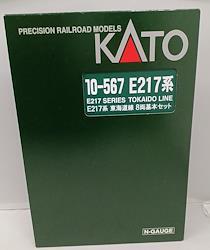 PRECISION RAILROAD MODELS
KATO
10-567 E217系
E217 SERIES TOKAIDO LINE
E217系 東海道線 8両基本セット
N-GAUGE